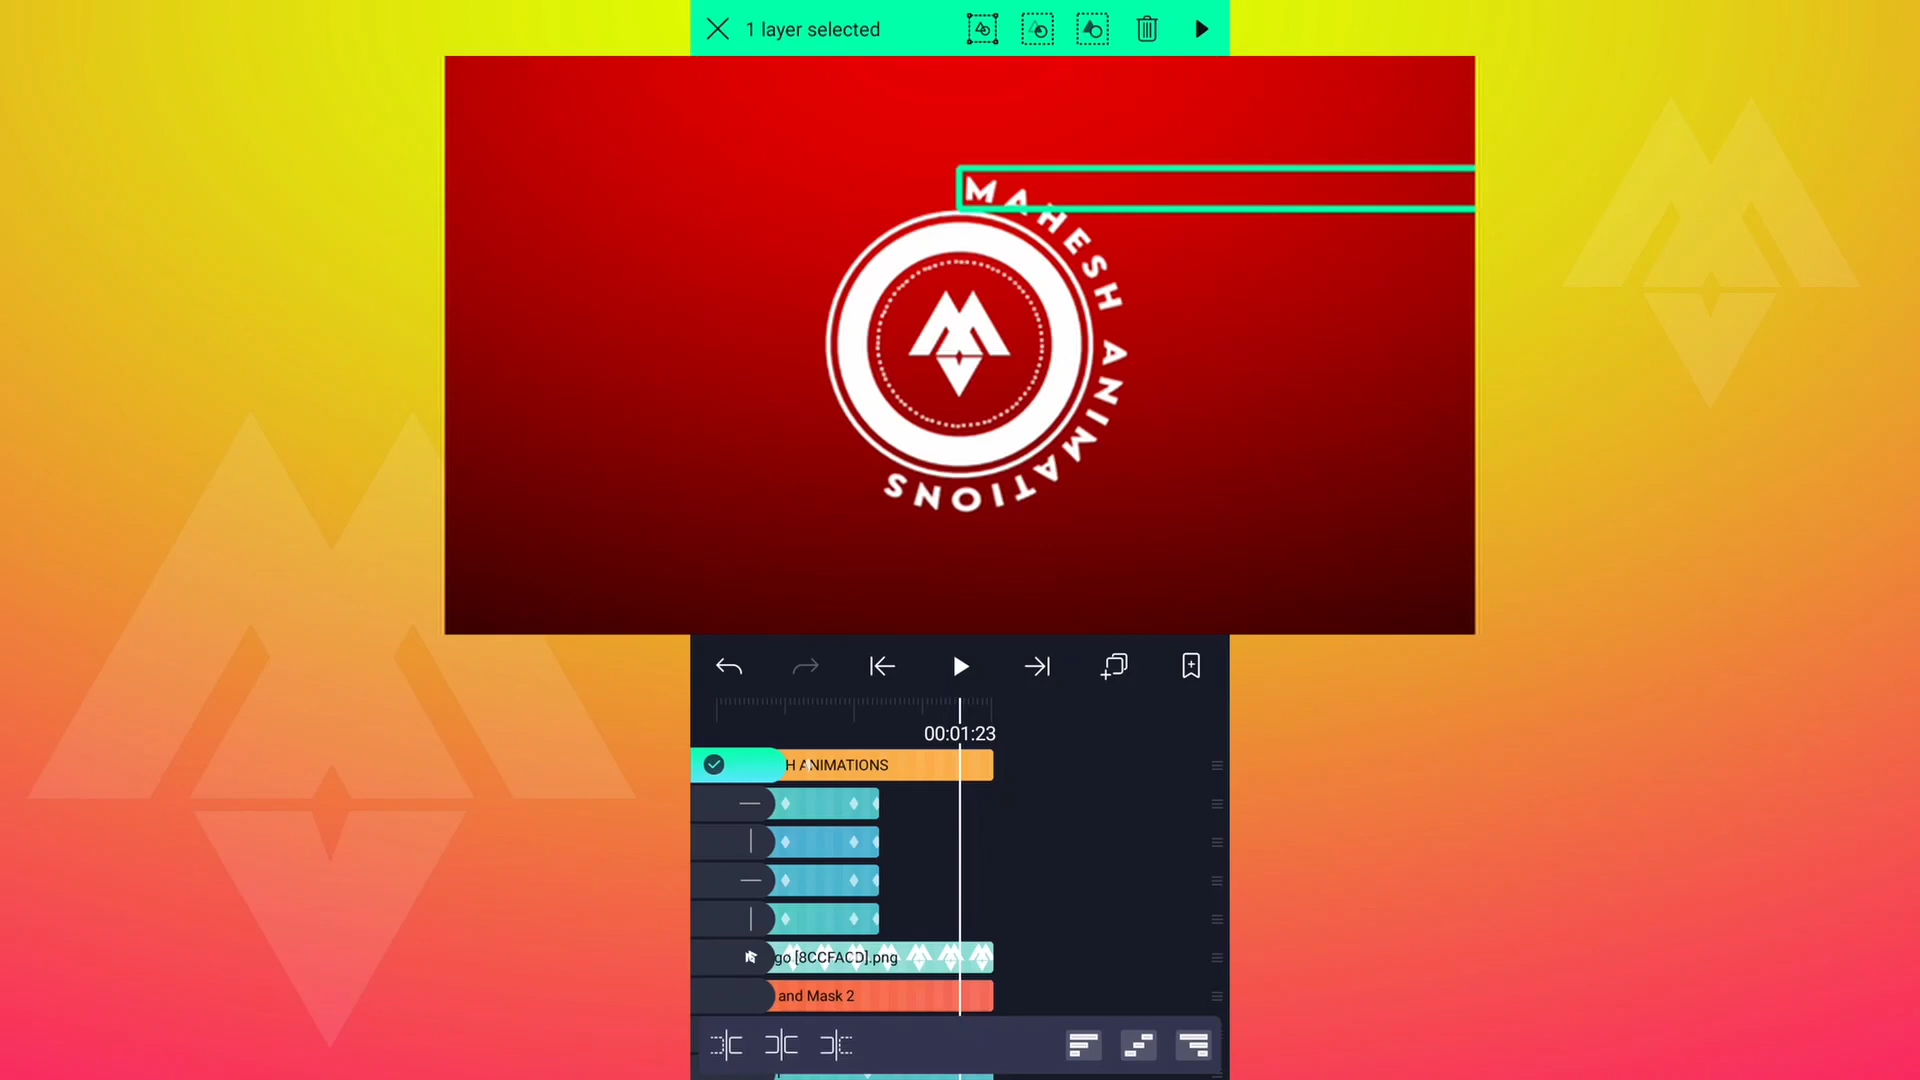 1 layer selected
MAHESH ANIMATIONS
00:01:23
H ANIMATIONS
go [8CCFACD].png
and Mask 2